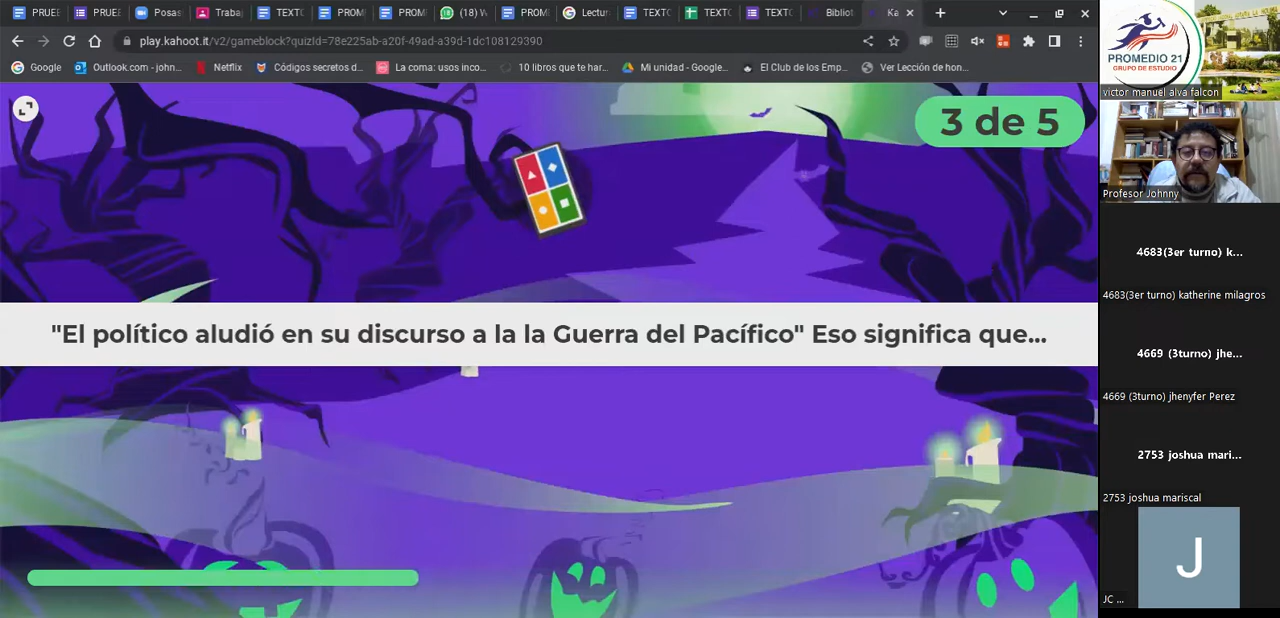 PRUEE
PRUEE
Posas
Trabaj
TEXTC
PROM
PROM
(18) W
PROM
Lectur
TEXTC
TEXTC
TEXTC
Bibliot
Ka
play.kahoot.it/v2/gameblock?quizId=78e225ab-a20f-49ad-a39d-1dc108129390
Google
Outlook.com - john...
Netflix
Códigos secretos d...
10 libros que te har...
Mi unidad - Google...
El Club de los Emp...
Ver Lección de hon...
3 de 5
"El político aludió en su discurso a la la Guerra del Pacífico" Eso significa que...
PROMEDIO 21
GRUPO DE ESTUDIO
victor manuel alva falcon
Profesor Johnny
4683(3er turno) k...
4683(3er turno) katherine milagros
4669 (3turno) jhe...
4669 (3turno) jhenyfer Perez
2753 joshua mari...
2753 joshua mariscal
J
JC ...